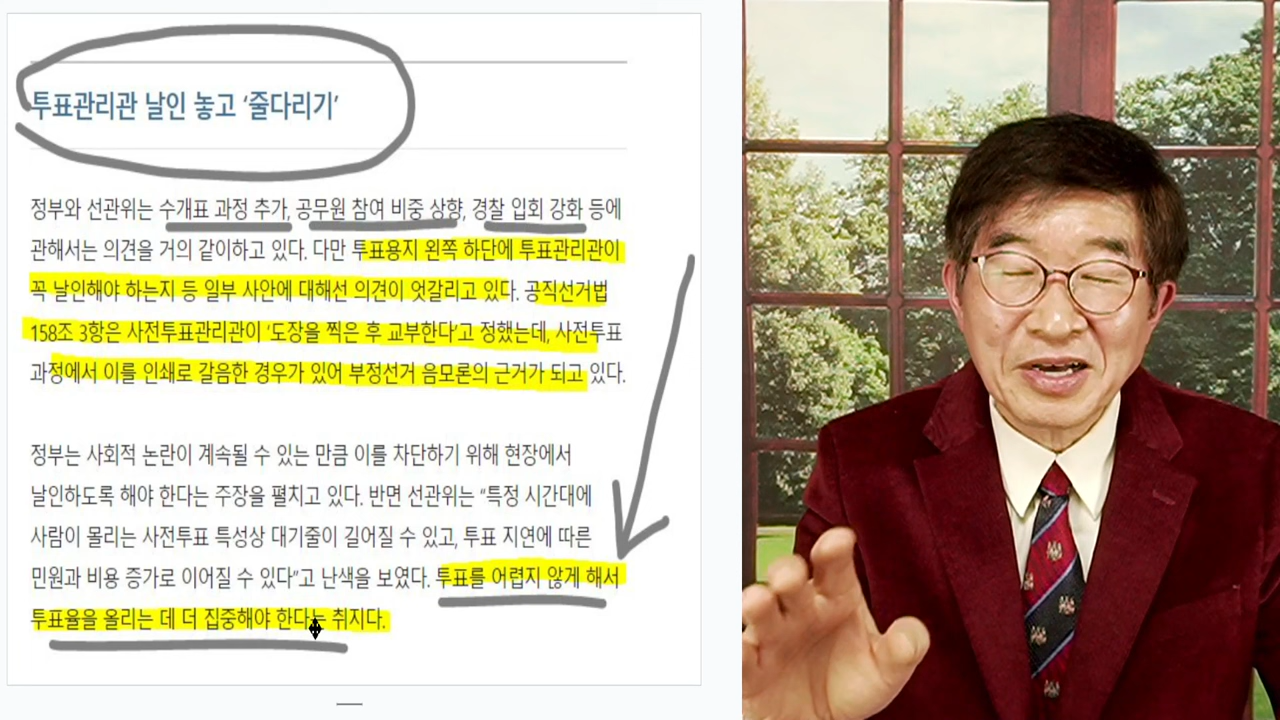 투표관리관 날인 놓고 ‘줄다리기’
정부와 선관위는 수개표 과정 추가, 공무원 참여 비중 상향, 경찰 입회 강화 등에
관해서는 의견을 거의 같이하고 있다. 다만 투표용지 왼쪽 하단에 투표관리관이
꼭 날인해야 하는지 등 일부 사안에 대해선 의견이 엇갈리고 있다. 공직선거법
158조 3항은 사전투표관리관이 ‘도장을 찍은 후 교부한다’고 정했는데, 사전투표
과정에서 이를 인쇄로 갈음한 경우가 있어 부정선거 음모론의 근거가 되고 있다.
정부는 사회적 논란이 계속될 수 있는 만큼 이를 차단하기 위해 현장에서
날인하도록 해야 한다는 주장을 펼치고 있다. 반면 선관위는 “특정 시간대에
사람이 몰리는 사전투표 특성상 대기줄이 길어질 수 있고, 투표 지연에 따른
민원과 비용 증가로 이어질 수 있다”고 난색을 보였다. 투표를 어렵지 않게 해서
투표율을 올리는 데 더 집중해야 한다는 취지다.